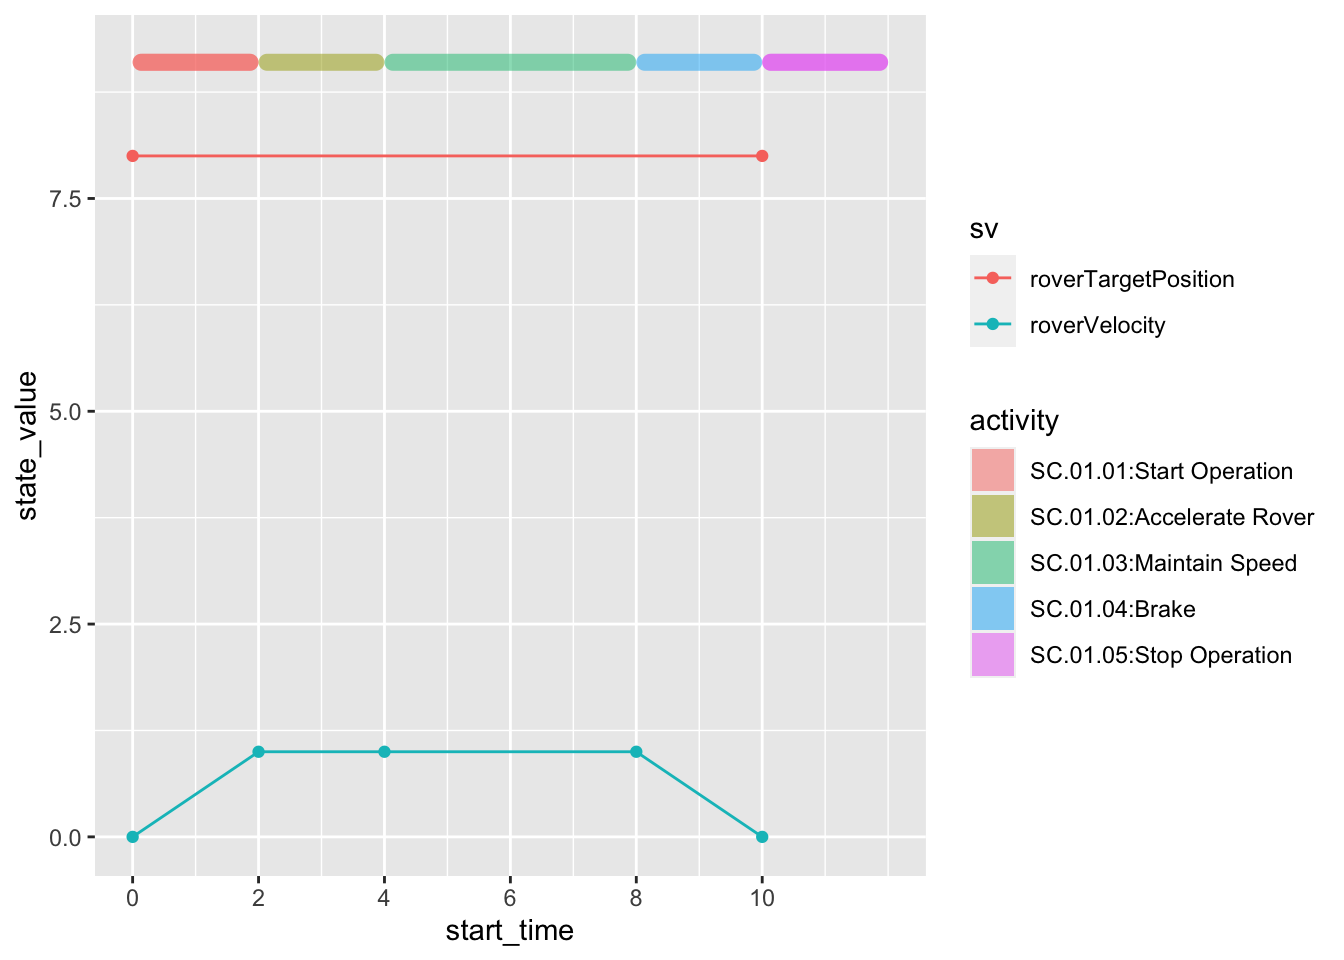 7.5
5.0
2.5
0.0
state_value
0 2 4 6 8 10
start_time
sv
roverTargetPosition
roverVelocity
activity
SC.01.01:Start Operation
SC.01.02:Accelerate Rover
SC.01.03:Maintain Speed
SC.01.04:Brake
SC.01.05:Stop Operation